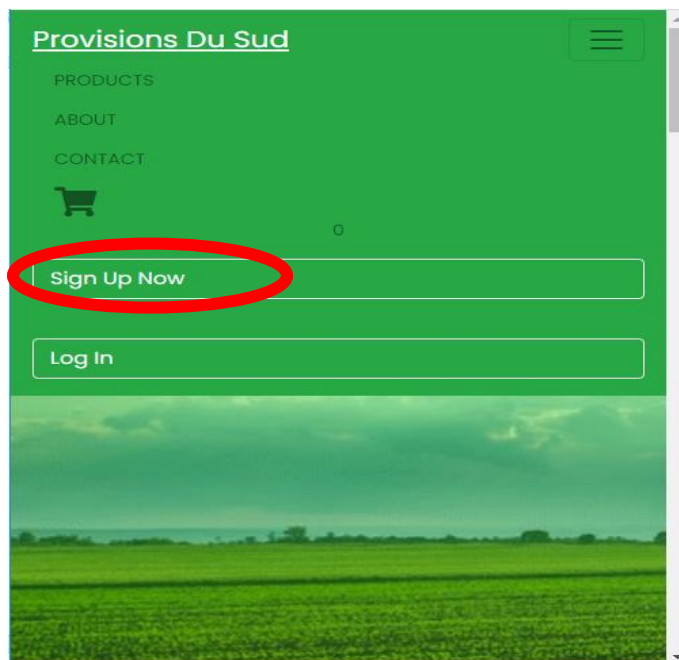 Provisions Du Sud
PRODUCTS
ABOUT
CONTACT
0
Sign Up Now
Log In